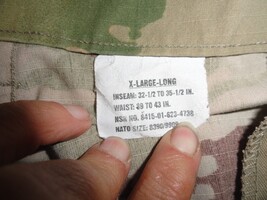 X-LARGE-LONG
INSEAM: 32-1/2 TO 35-1/2 IN.
WAIST: 39 TO 43 IN.
NSN NO. 8415-01-623-4738
NATO SIZE: